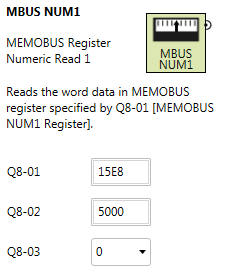 MBUS NUM1
MEMOBUS Register
Numeric Read 1
MBUS
NUM1
Reads the word data in MEMOBUS
register specified by Q8-01 [MEMOBUS
NUM1 Register].
Q8-01 15E8
Q8-02 5000
Q8-03 0